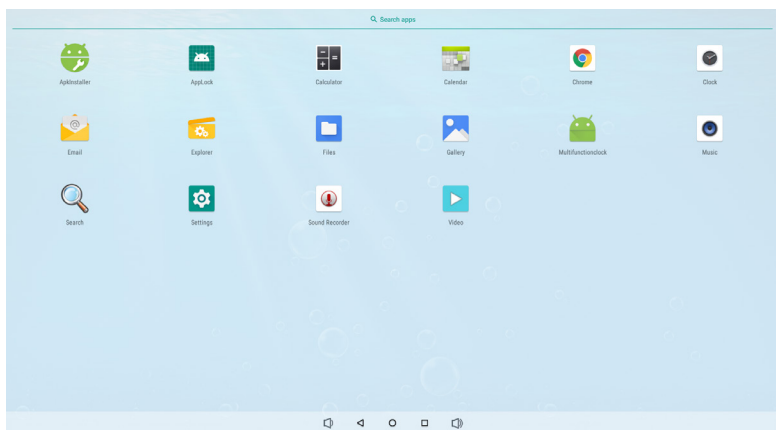 Search apps
ApkInstaller
AppLock
Calculator
Calendar
Chrome
Clock
Email
Explorer
Files
Gallery
Multifunctionclock
Music
Search
Settings
Sound Recorder
Video